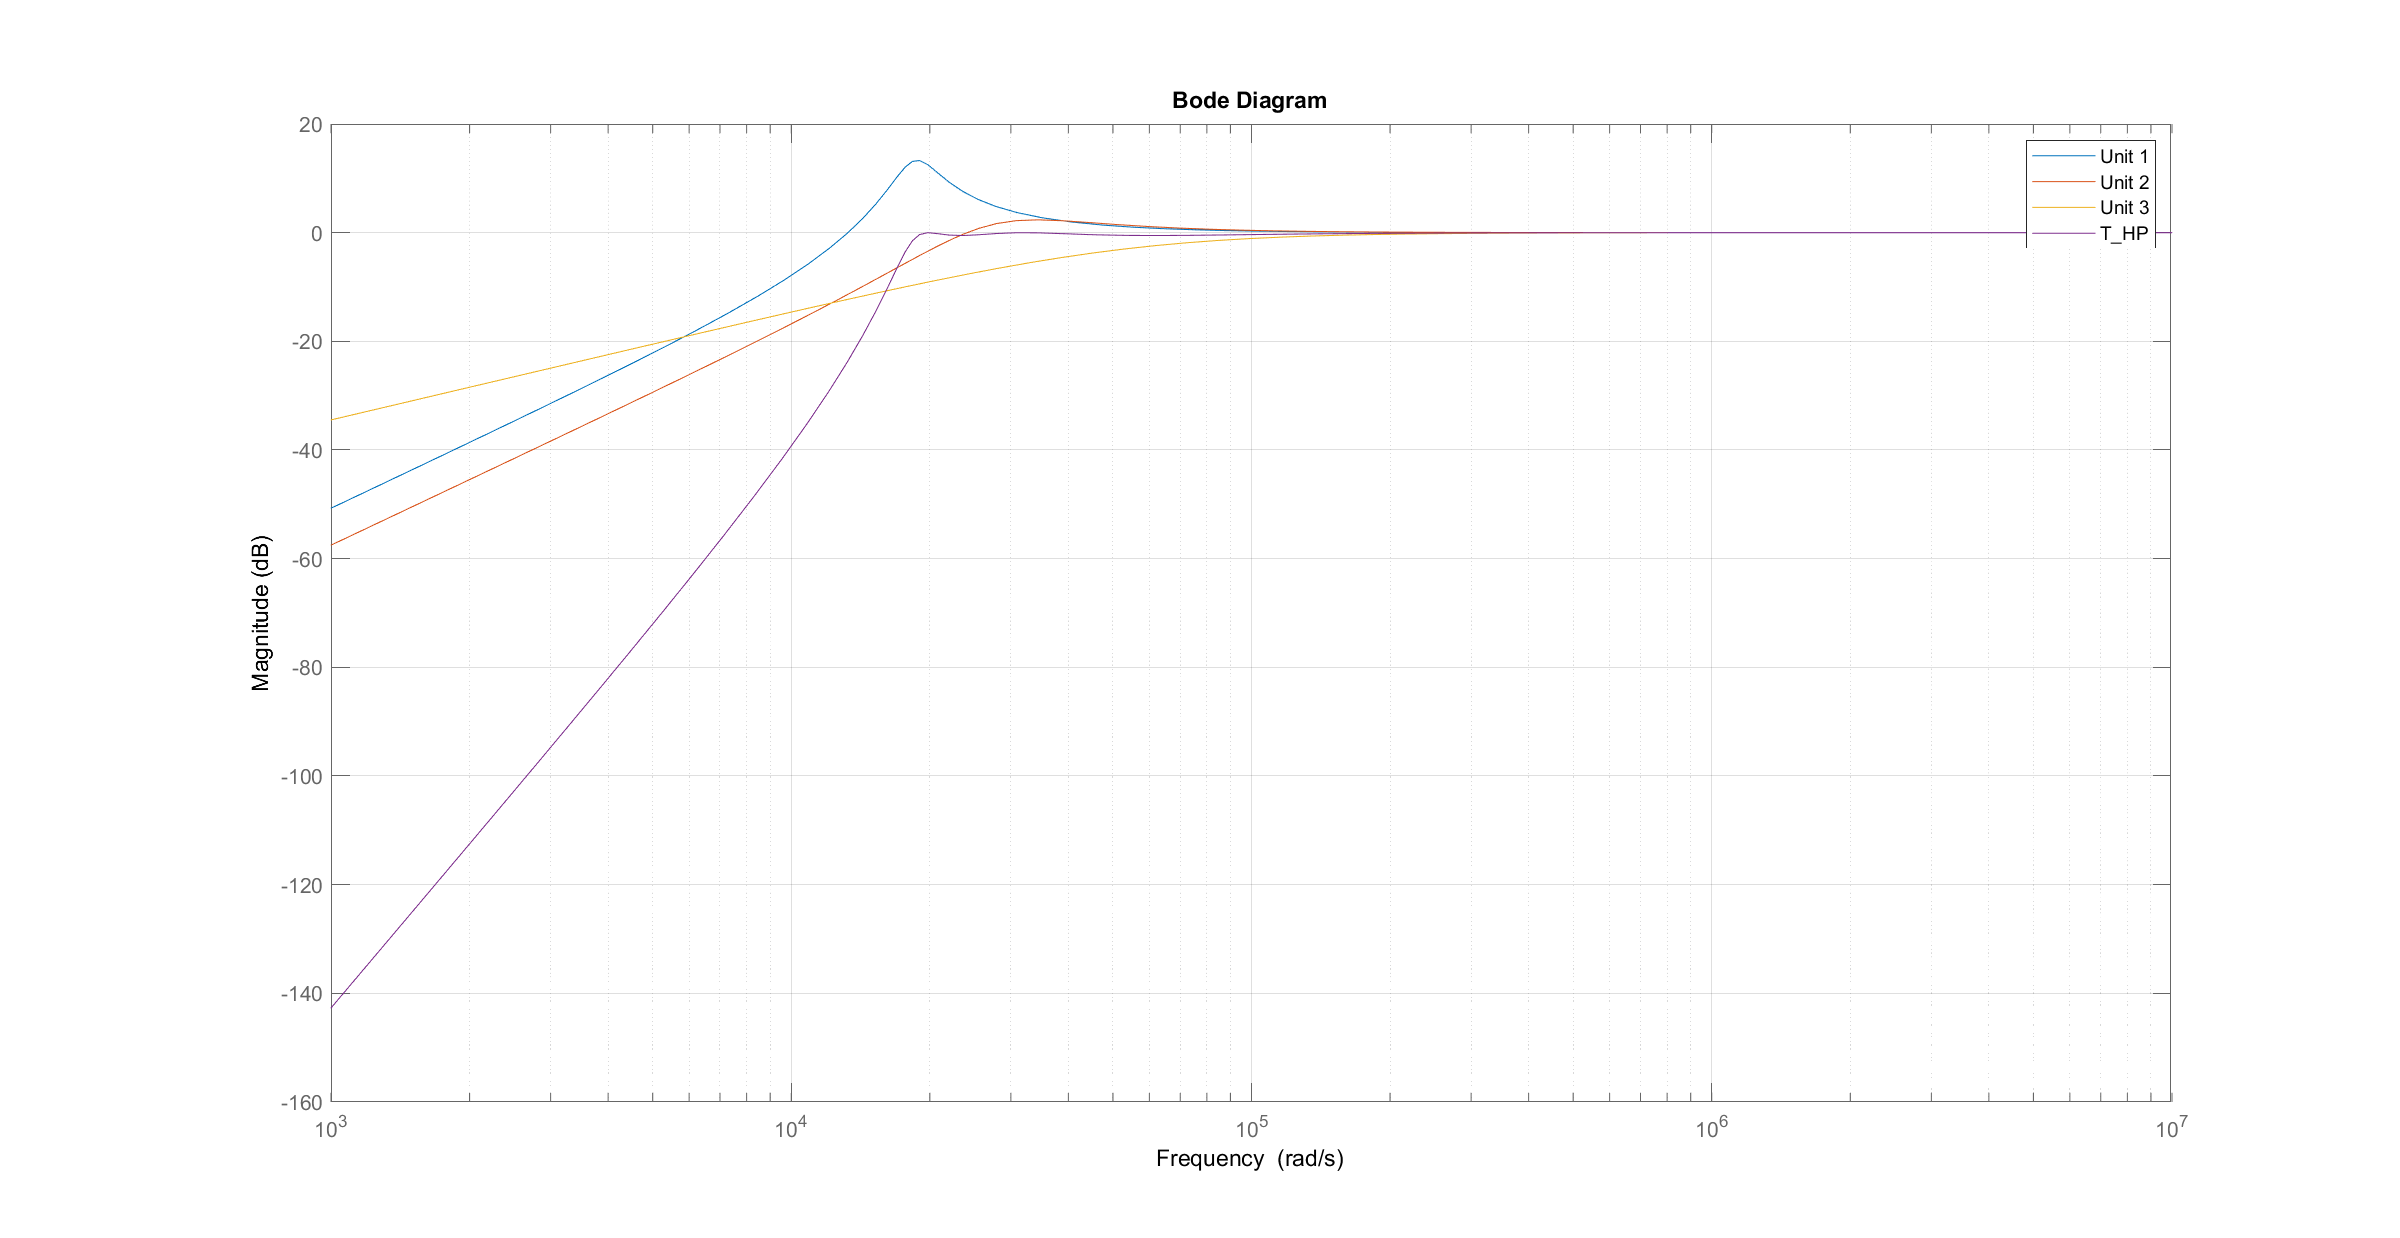 Bode Diagram
Unit 1
Unit 2
Unit 3
T_HP
20
0
-20
-40
-60
-80
-100
-120
-140
-160
Magnitude (dB)
10^3 10^4 10^5 10^6 10^7
Frequency (rad/s)